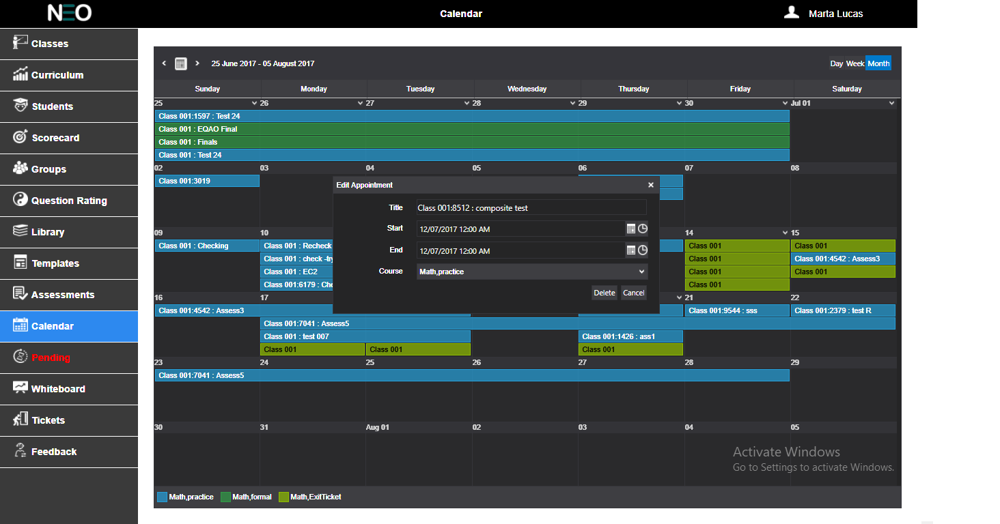 NEO
Calendar
Marta Lucas
Classes
Curriculum
Students
Scorecard
Groups
Question Rating
Library
Templates
Assessments
Calendar
Pending
Whiteboard
Tickets
Feedback
25 June 2017 - 05 August 2017
Day Week Month
Sunday Monday Tuesday Wednesday Thursday Friday Saturday
25 26 27 28 29 30 Jul 01
Class 001:1597 : Test 24
Class 001 : EQAO Final
Class 001 : Finals
Class 001 : Test 24
02 03 04 05 06 07 08
Class 001:3019
Edit Appointment
Title Class 001:8512 : composite test
Start 12/07/2017 12:00 AM
End 12/07/2017 12:00 AM
Course Math,practice
Delete Cancel
09 10 14 15
Class 001 : Checking Class 001 : Recheck Class 001 Class 001
Class 001 : check -try Class 001 Class 001:4542 : Assess3
Class 001 : EC2 Class 001 Class 001
Class 001:6179 : Che Class 001
16 17 21 22
Class 001:4542 : Assess3 Class 001:9544 : sss Class 001:2379 : test R
Class 001:7041 : Assess5
Class 001 : test 007 Class 001:1426 : ass1
Class 001 Class 001 Class 001
23 24 25 26 27 28 29
Class 001:7041 : Assess5
30 31 Aug 01 02 03 04 05
Activate Windows
Go to Settings to activate Windows.
Math,practice Math,formal Math,ExitTicket